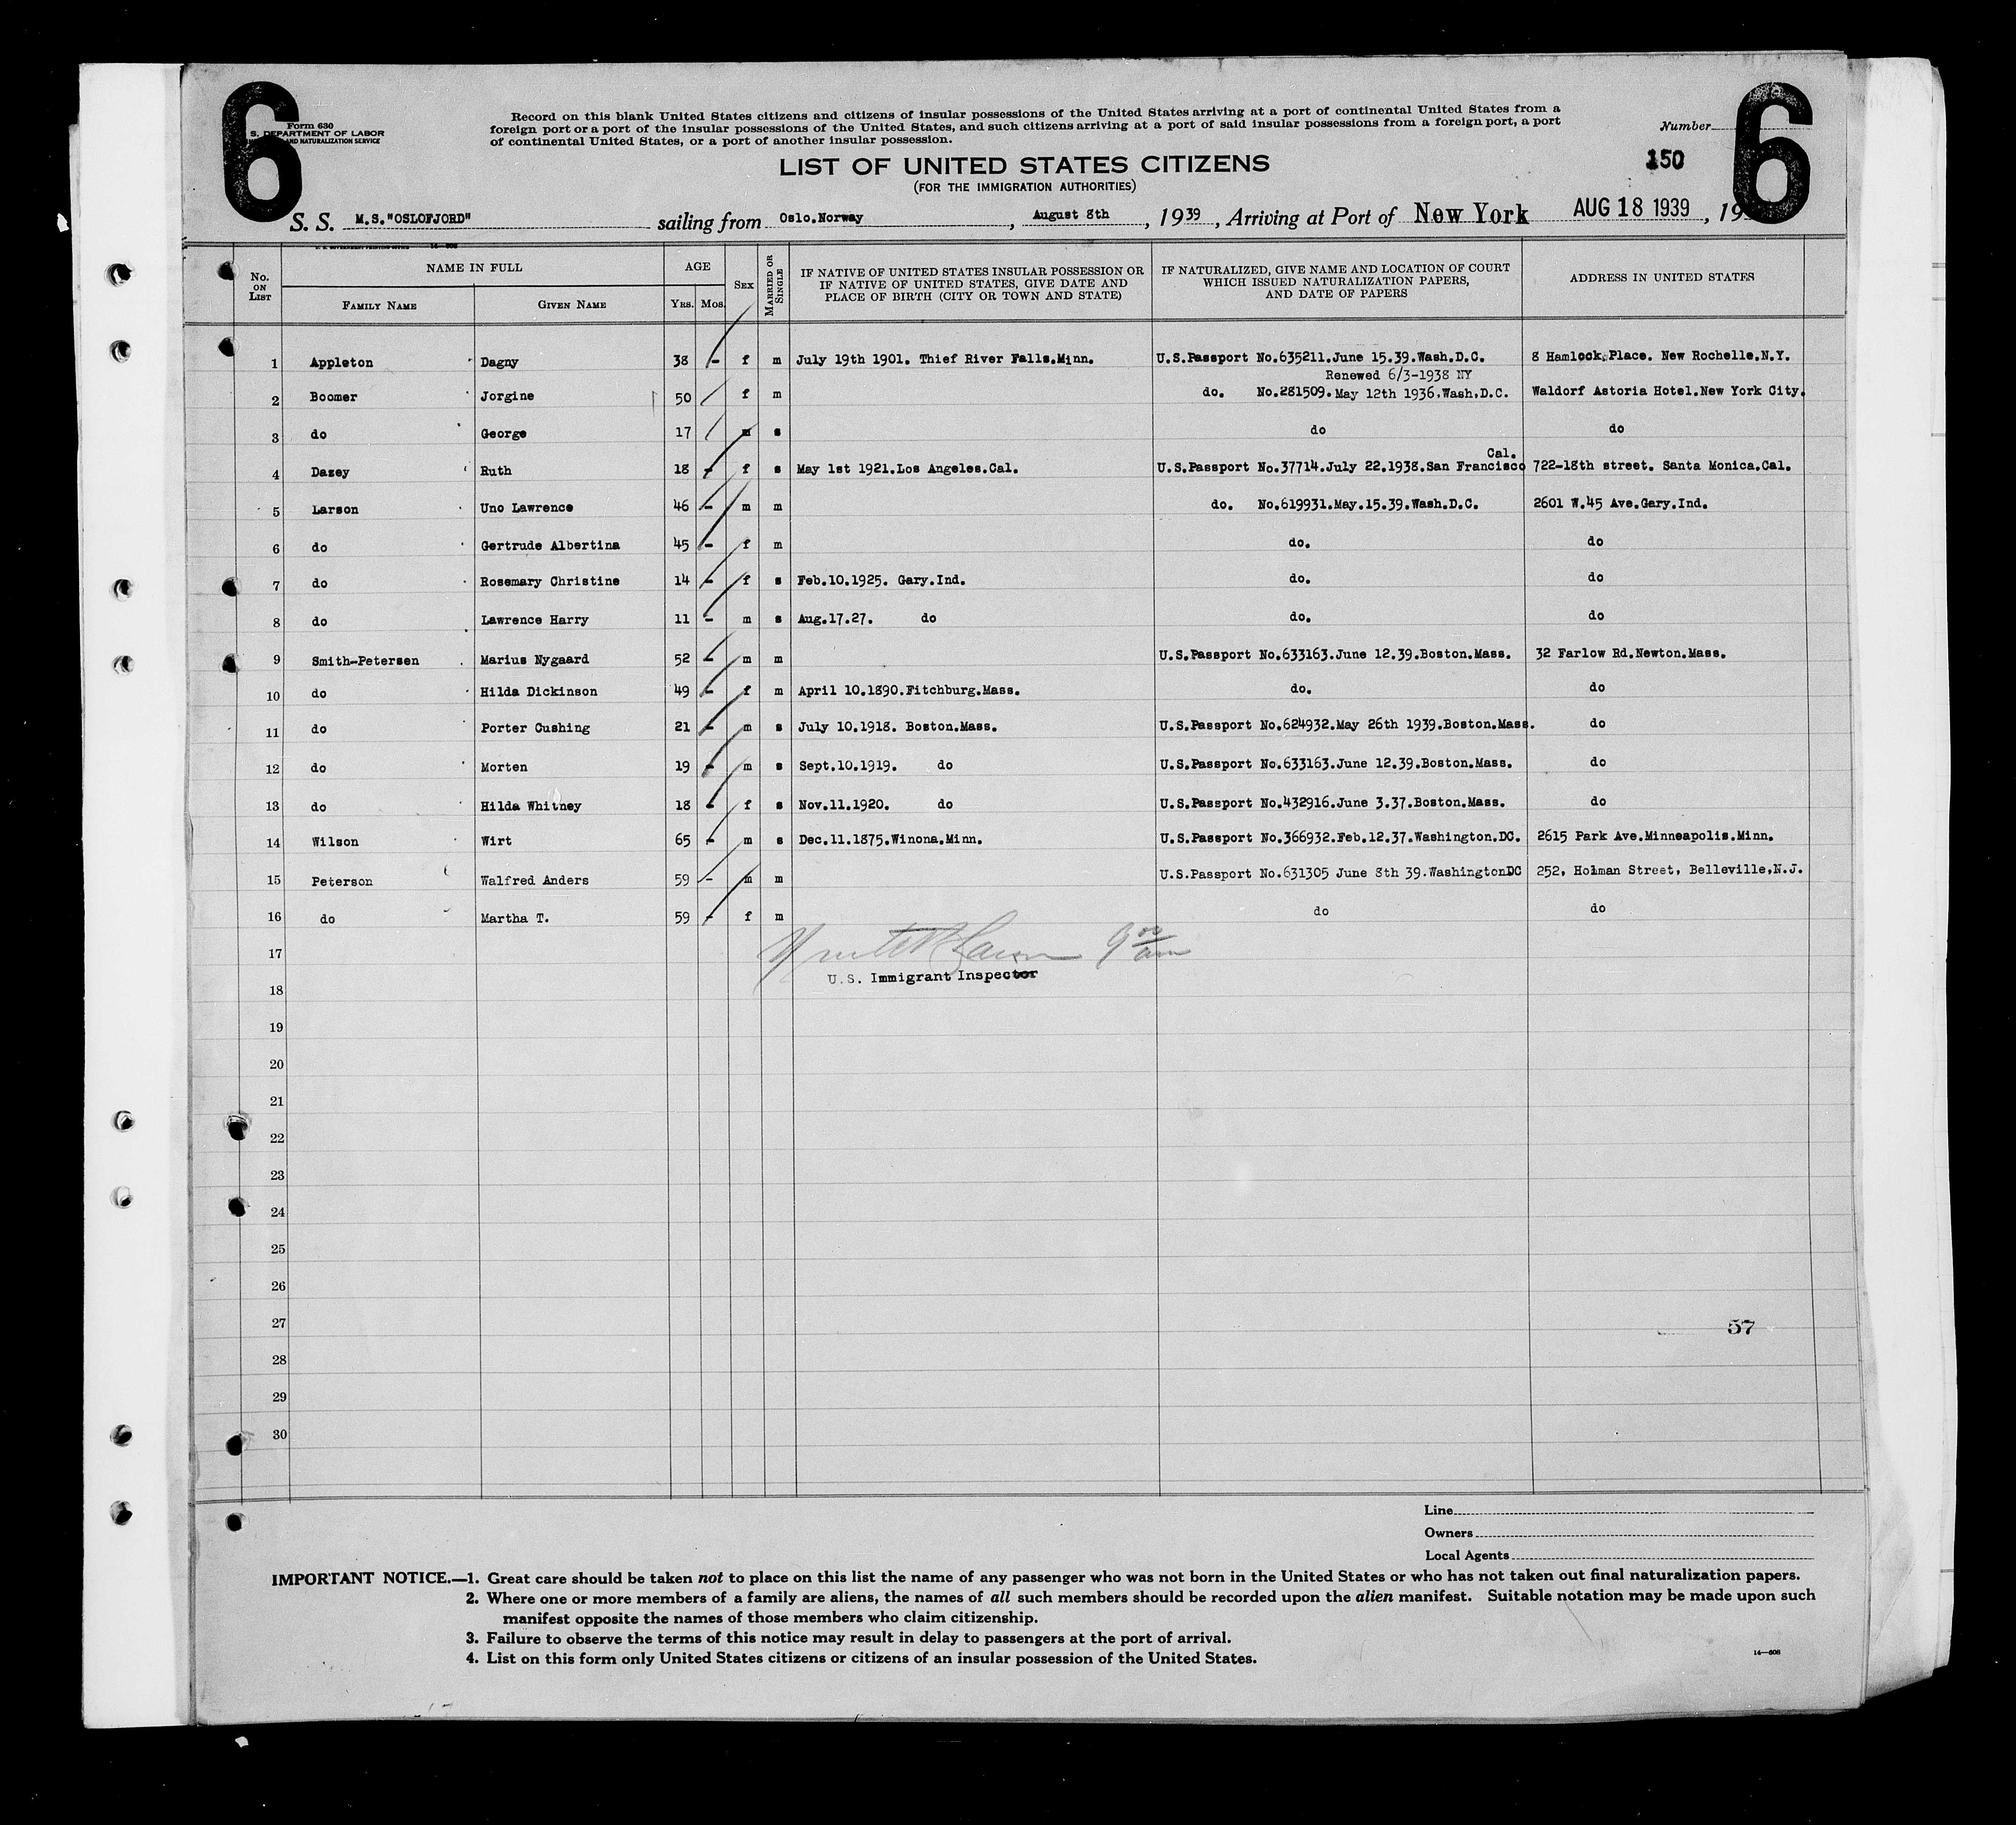 6
6
Form 630
S. DEPARTMENT OF LABOR
AND NATURALIZATION SERVICE
Record on this blank United States citizens and citizens of insular possessions of the United States arriving at a port of continental United States from a
foreign port or a port of the insular possessions of the United States, and such citizens arriving at a port of said insular possessions from a foreign port, a port
of continental United States, or a port of another insular possession.
Number
150
LIST OF UNITED STATES CITIZENS
(FOR THE IMMIGRATION AUTHORITIES)
S. S. M.S."OSLOFJORD" sailing from Oslo.Norway, August 8th, 1939, Arriving at Port of New York AUG 18 1939, 19
No. ON LIST NAME IN FULL AGE SEX MARRIED OR SINGLE IF NATIVE OF UNITED STATES INSULAR POSSESSION OR IF NATIVE OF UNITED STATES, GIVE DATE AND PLACE OF BIRTH (CITY OR TOWN AND STATE) IF NATURALIZED, GIVE NAME AND LOCATION OF COURT WHICH ISSUED NATURALIZATION PAPERS, AND DATE OF PAPERS ADDRESS IN UNITED STATES
FAMILY NAME GIVEN NAME YRS. MOS.
1 Appleton Dagny 38 - f m July 19th 1901. Thief River Falls.Minn. U.S.Passport No.635211.June 15.39.Wash.D.C. 8 Hamlock.Place. New Rochelle.N.Y.
Renewed 6/3-1938 NY
2 Boomer Jorgine 50 f m do. No.281509.May 12th 1936.Wash.D.C. Waldorf Astoria Hotel.New York City.
3 do George 17 m s do do
Cal.
4 Dazey Ruth 18 - f s May 1st 1921.Los Angeles.Cal. U.S.Passport No.37714.July 22.1938.San Francisco 722-18th street. Santa Monica.Cal.
5 Larson Uno Lawrence 46 - m m do. No.619931.May.15.39.Wash.D.C. 2601 W.45 Ave.Gary.Ind.
6 do Gertrude Albertina 45 - f m do. do
7 do Rosemary Christine 14 - f s Feb.10.1925. Gary.Ind. do. do
8 do Lawrence Harry 11 - m s Aug.17.27. do do. do
9 Smith-Petersen Marius Nygaard 52 - m m U.S.Passport No.633163.June 12.39.Boston.Mass. 32 Farlow Rd.Newton.Mass.
10 do Hilda Dickinson 49 - f m April 10.1890.Fitchburg.Mass. do. do
11 do Porter Cushing 21 - m s July 10.1918. Boston.Mass. U.S.Passport No.624932.May 26th 1939.Boston.Mass. do
12 do Morten 19 - m s Sept.10.1919. do U.S.Passport No.633163.June 12.39.Boston.Mass. do
13 do Hilda Whitney 18 - f s Nov.11.1920. do U.S.Passport No.432916.June 3.37.Boston.Mass. do
14 Wilson Wirt 65 - m s Dec.11.1875.Winona.Minn. U.S.Passport No.366932.Feb.12.37.Washington.DC. 2615 Park Ave.Minneapolis.Minn.
15 Peterson Walfred Anders 59 - m m U.S.Passport No.631305 June 8th 39.WashingtonDC 252, Holman Street, Belleville,N.J.
16 do Martha T. 59 - f m do do
17 9 00 am
U.S. Immigrant Inspector
18
19
20
21
22
23
24
25
26
27 57
28
29
30
Line
Owners
Local Agents
IMPORTANT NOTICE.—1. Great care should be taken not to place on this list the name of any passenger who was not born in the United States or who has not taken out final naturalization papers.
2. Where one or more members of a family are aliens, the names of all such members should be recorded upon the alien manifest. Suitable notation may be made upon such
manifest opposite the names of those members who claim citizenship.
3. Failure to observe the terms of this notice may result in delay to passengers at the port of arrival.
4. List on this form only United States citizens or citizens of an insular possession of the United States.
14—608